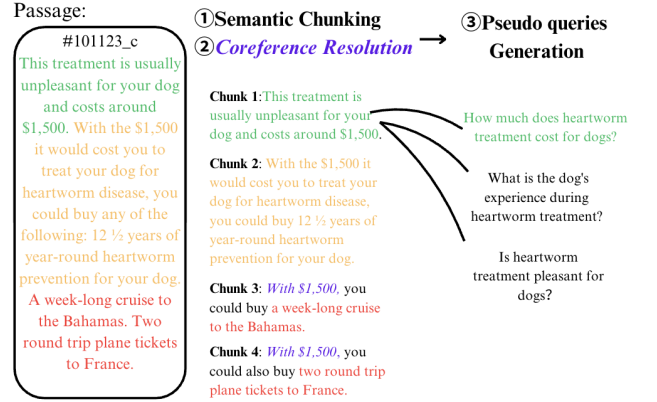 Passage:
#101123_c
This treatment is usually
unpleasant for your dog
and costs around
$1,500. With the $1,500
it would cost you to
treat your dog for
heartworm disease, you
could buy any of the
following: 12 ½ years of
year-round heartworm
prevention for your dog.
A week-long cruise to
the Bahamas. Two
round trip plane tickets
to France.
①Semantic Chunking
②Coreference Resolution
Chunk 1:This treatment is
usually unpleasant for your
dog and costs around $1,500.
Chunk 2: With the $1,500 it
would cost you to treat your
dog for heartworm disease,
you could buy 12 ½ years of
year-round heartworm
prevention for your dog.
Chunk 3: With $1,500, you
could buy a week-long cruise
to the Bahamas.
Chunk 4: With $1,500, you
could also buy two round trip
plane tickets to France.
③Pseudo queries
Generation
How much does heartworm
treatment cost for dogs?
What is the dog's
experience during
heartworm treatment?
Is heartworm
treatment pleasant for
dogs?